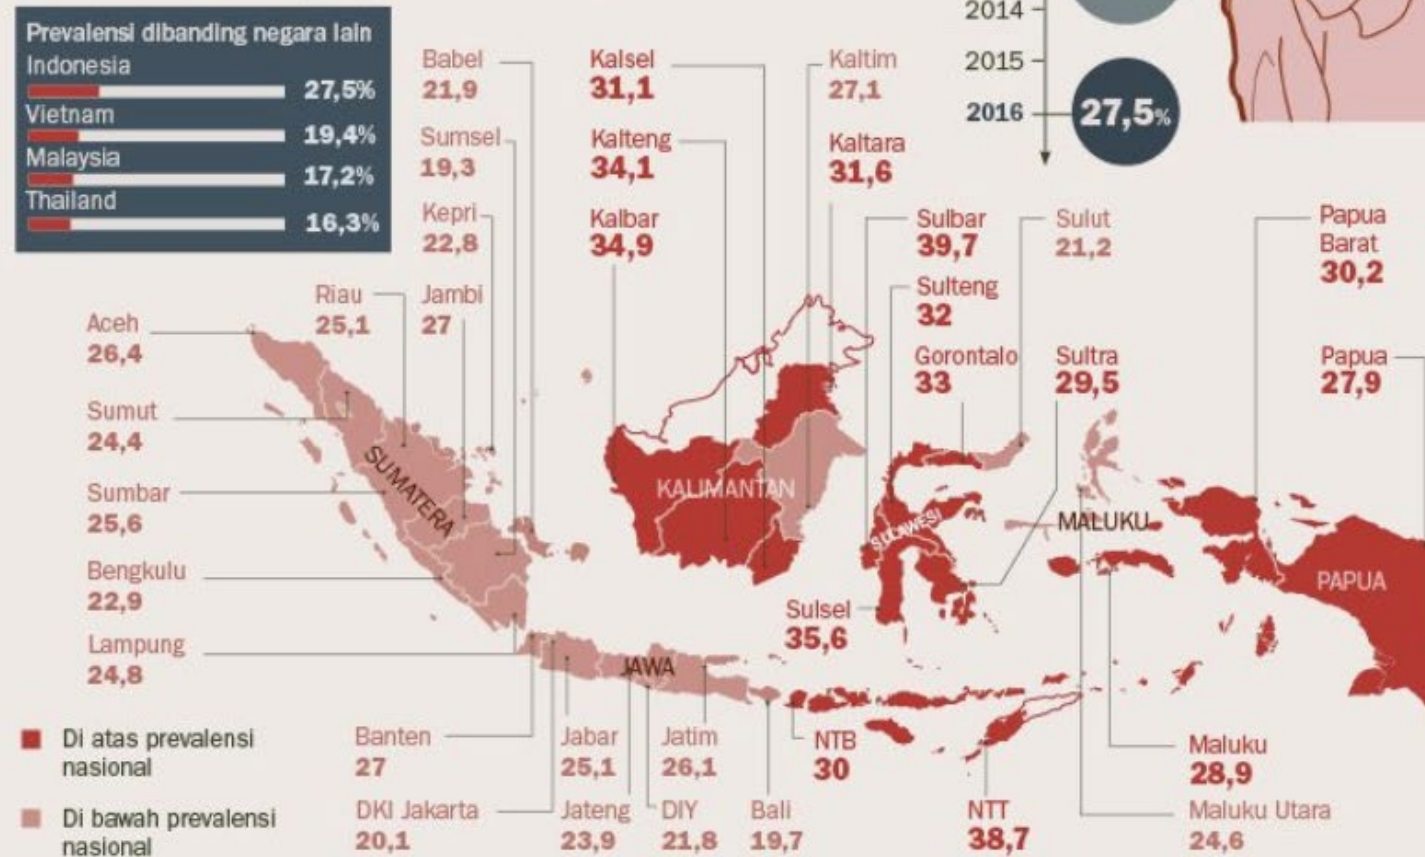 Prevalensi dibanding negara lain
Indonesia
27,5%
Vietnam
19,4%
Malaysia
17,2%
Thailand
16,3%
2014
2015
2016
27,5%
Babel
21,9
Sumsel
19,3
Kepri
22,8
Riau
25,1
Jambi
27
Kalsel
31,1
Kalteng
34,1
Kalbar
34,9
Kaltim
27,1
Kaltara
31,6
Sulbar
39,7
Sulteng
32
Gorontalo
33
Sulut
21,2
Sultra
29,5
Papua
Barat
30,2
Papua
27,9
Aceh
26,4
Sumut
24,4
Sumbar
25,6
Bengkulu
22,9
Lampung
24,8
SUMATERA
KALIMANTAN
SULAWESI
MALUKU
PAPUA
JAWA
Sulsel
35,6
Di atas prevalensi
nasional
Di bawah prevalensi
nasional
Banten
27
DKI Jakarta
20,1
Jabar
25,1
Jateng
23,9
Jatim
26,1
DIY
21,8
Bali
19,7
NTB
30
NTT
38,7
Maluku
28,9
Maluku Utara
24,6